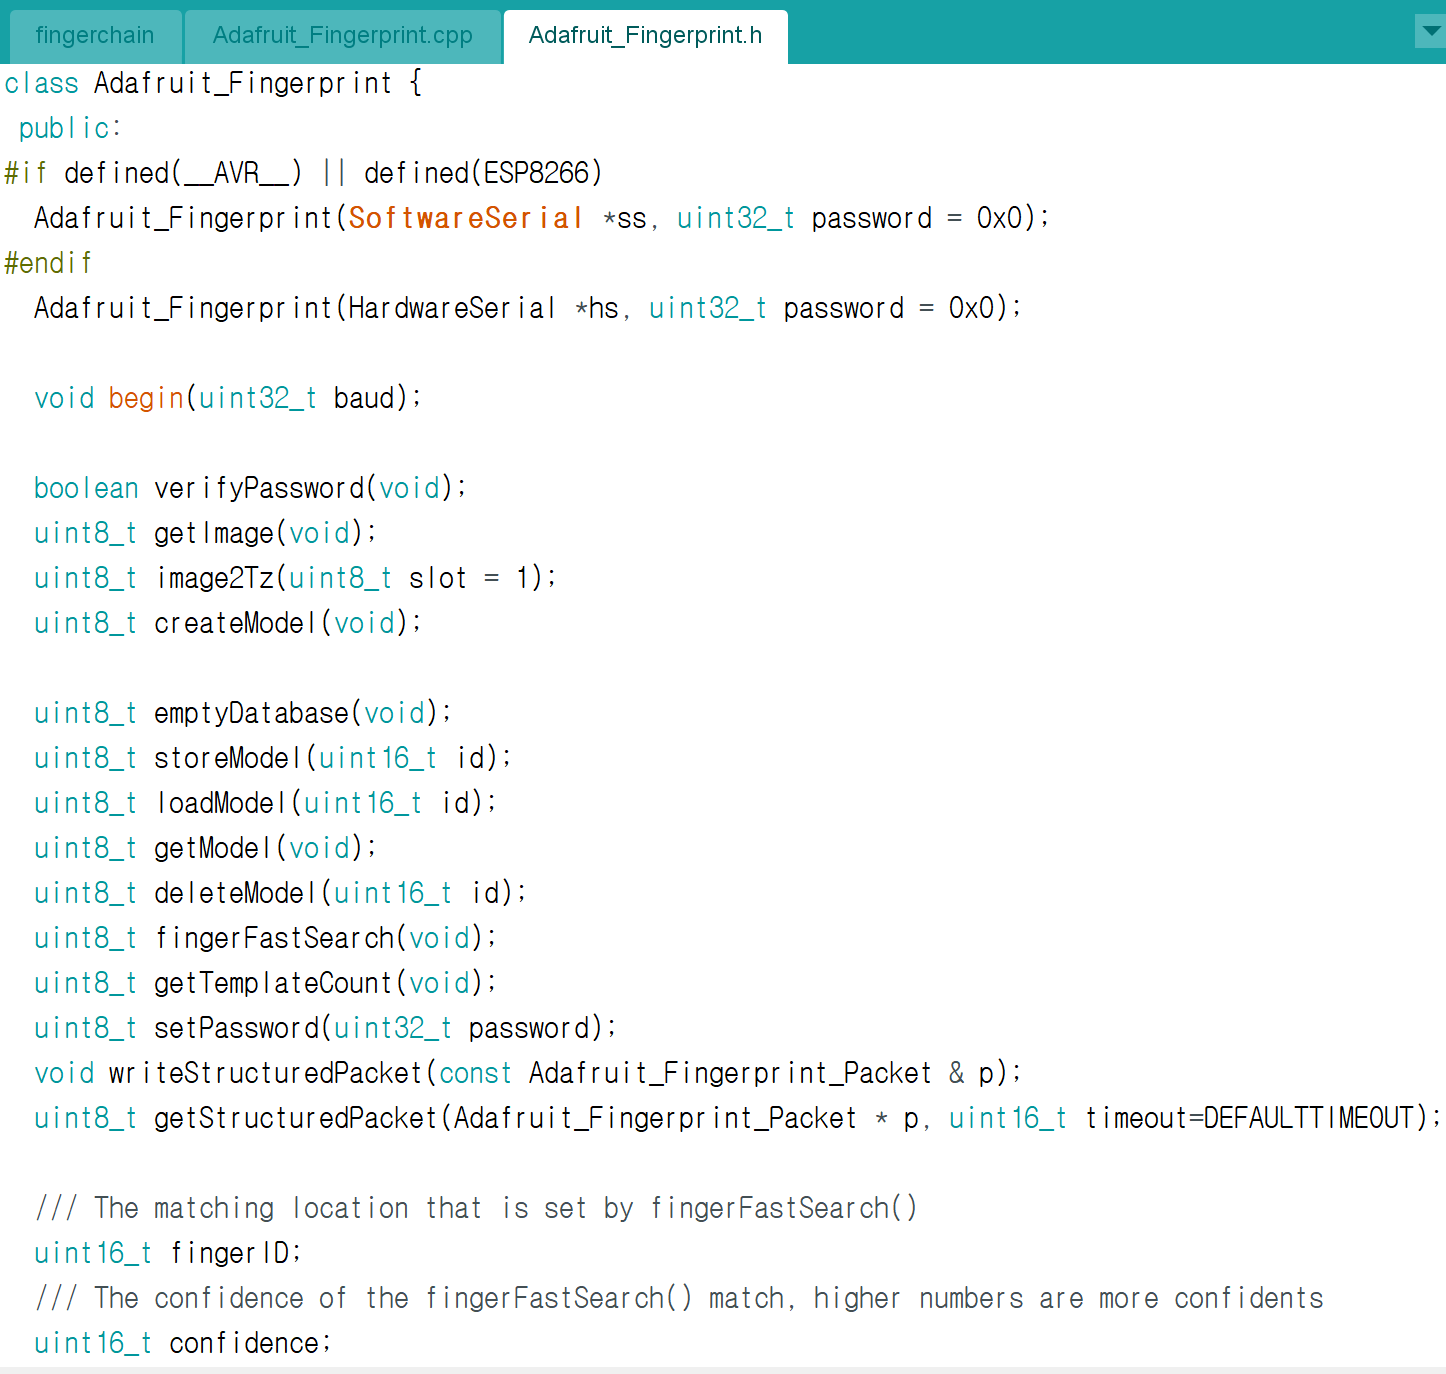 fingerchain Adafruit_Fingerprint.cpp Adafruit_Fingerprint.h
class Adafruit_Fingerprint {
 public:
#if defined(__AVR__) || defined(ESP8266)
  Adafruit_Fingerprint(SoftwareSerial *ss, uint32_t password = 0x0);
#endif
  Adafruit_Fingerprint(HardwareSerial *hs, uint32_t password = 0x0);

  void begin(uint32_t baud);

  boolean verifyPassword(void);
  uint8_t getImage(void);
  uint8_t image2Tz(uint8_t slot = 1);
  uint8_t createModel(void);

  uint8_t emptyDatabase(void);
  uint8_t storeModel(uint16_t id);
  uint8_t loadModel(uint16_t id);
  uint8_t getModel(void);
  uint8_t deleteModel(uint16_t id);
  uint8_t fingerFastSearch(void);
  uint8_t getTemplateCount(void);
  uint8_t setPassword(uint32_t password);
  void writeStructuredPacket(const Adafruit_Fingerprint_Packet & p);
  uint8_t getStructuredPacket(Adafruit_Fingerprint_Packet * p, uint16_t timeout=DEFAULTTIMEOUT);

  /// The matching location that is set by fingerFastSearch()
  uint16_t fingerID;
  /// The confidence of the fingerFastSearch() match, higher numbers are more confidents
  uint16_t confidence;